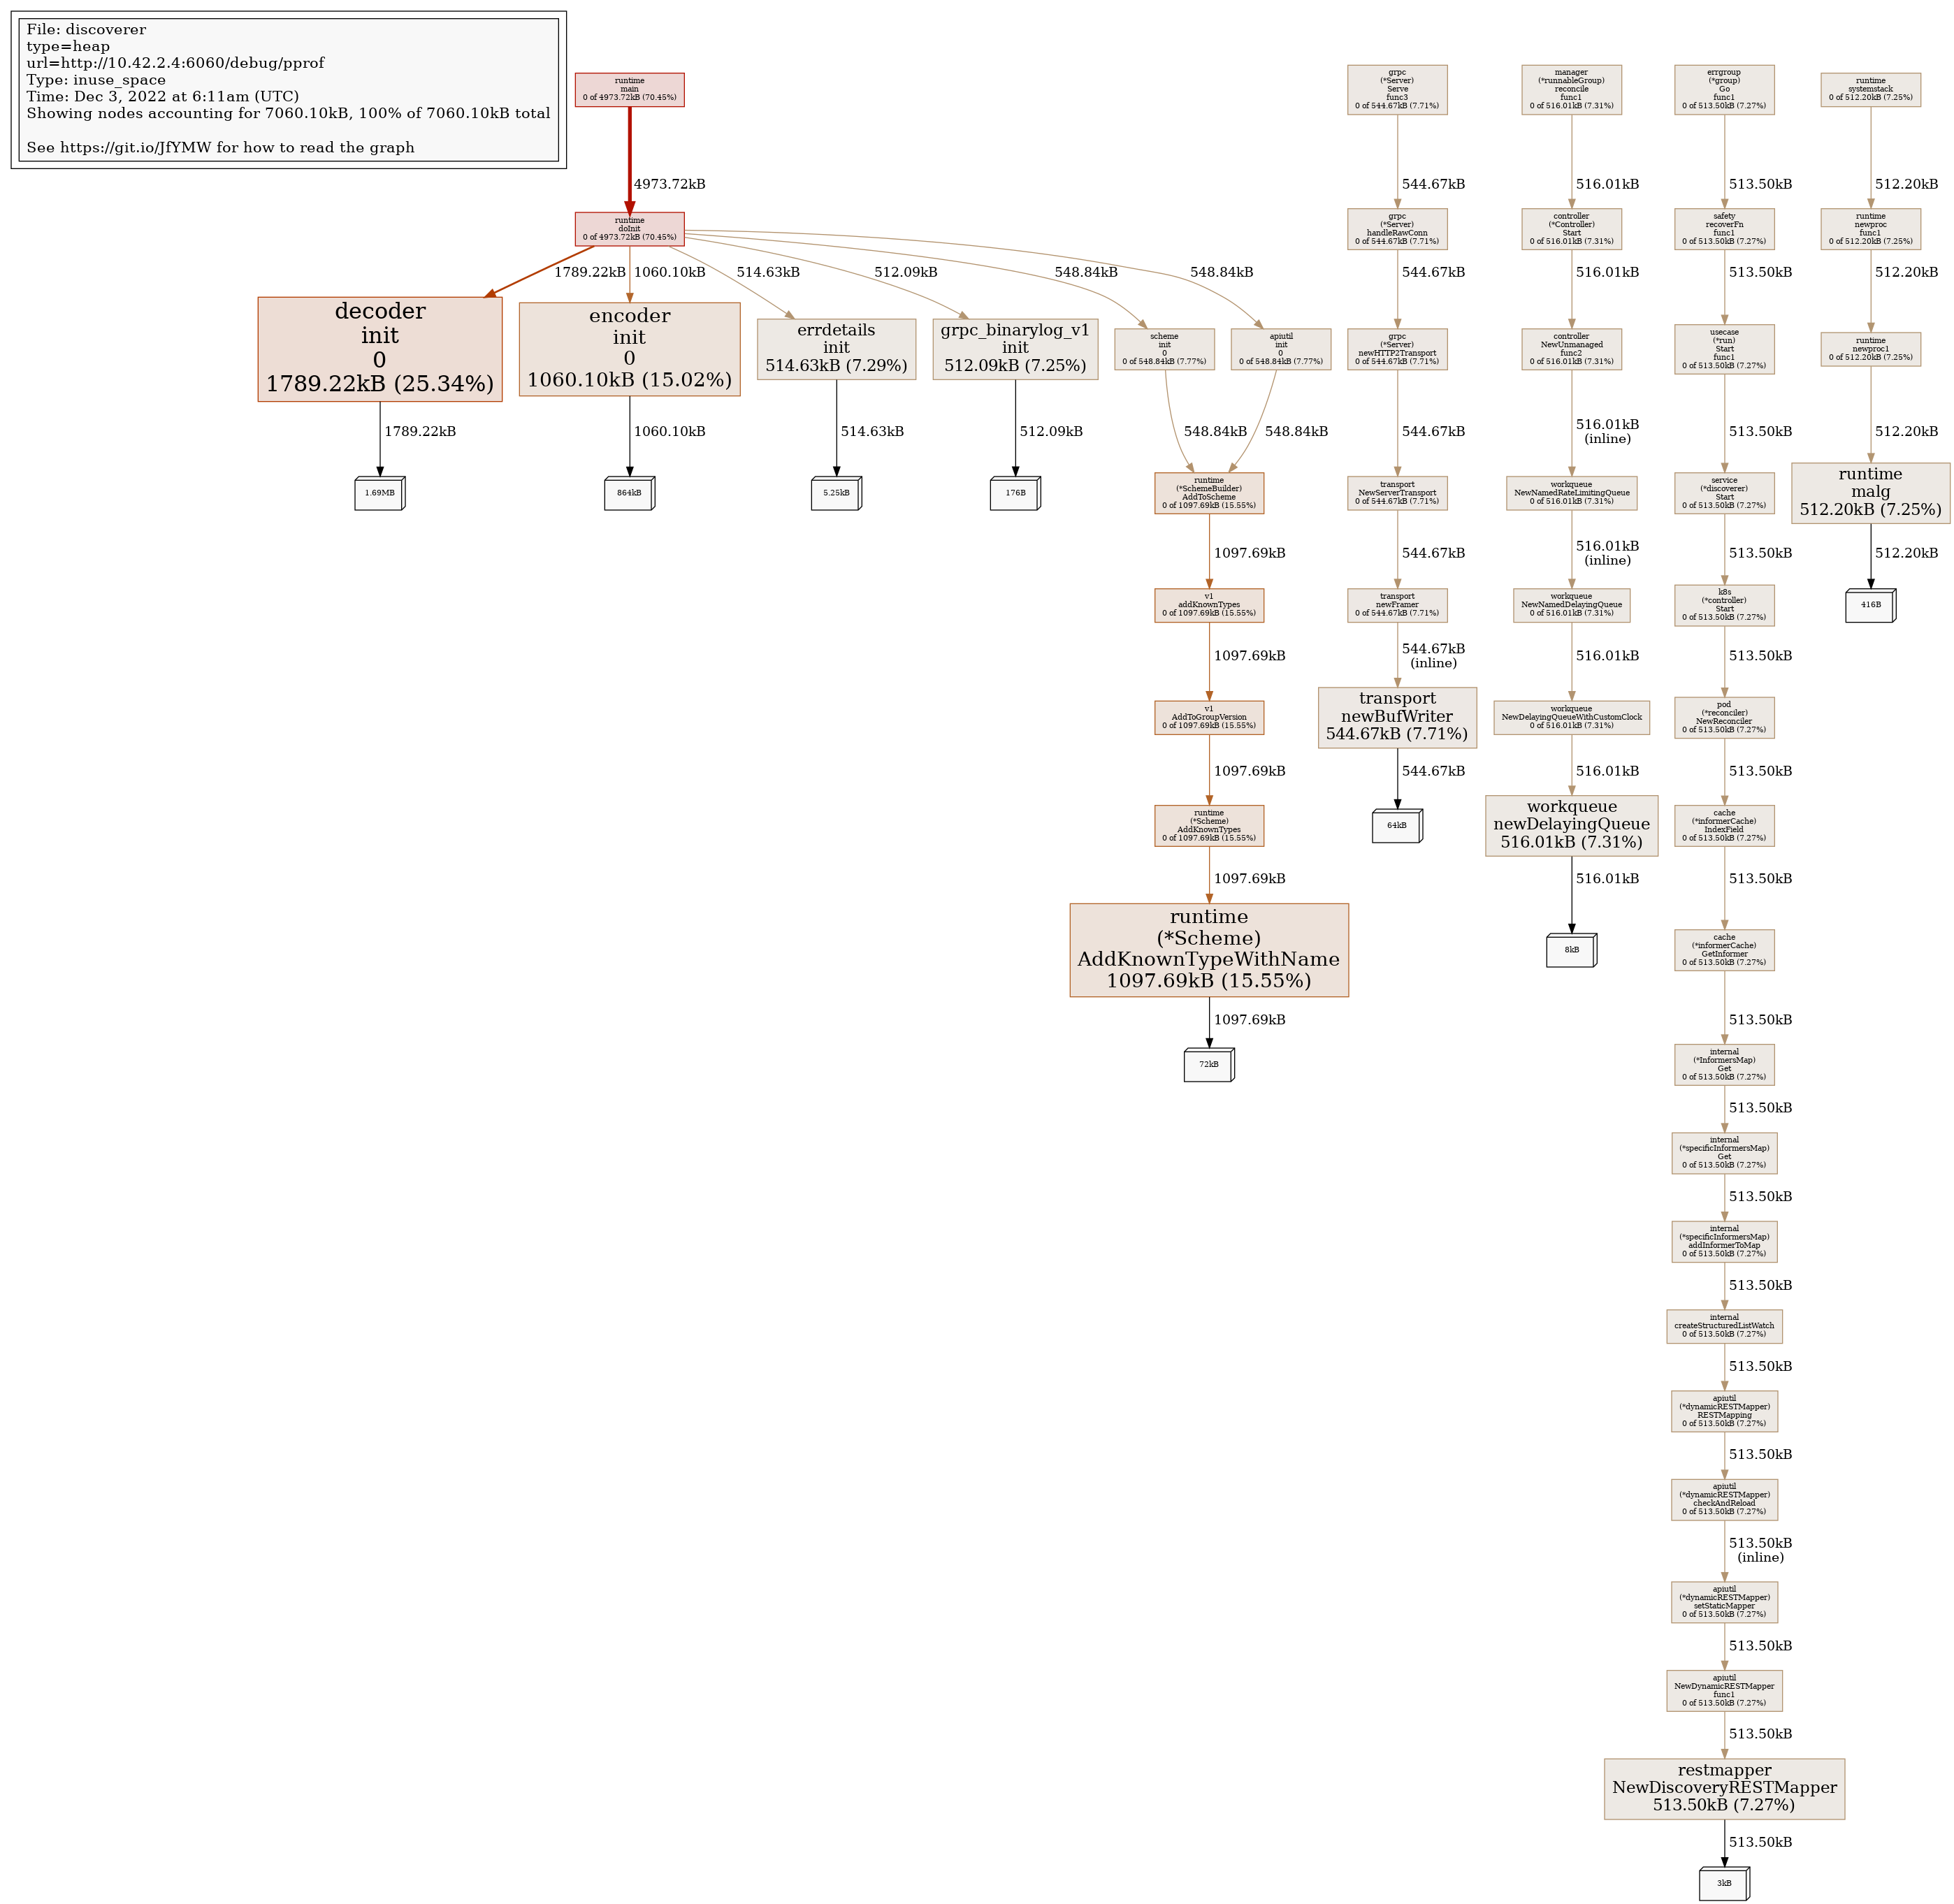 File: discoverer
type=heap
url=http://10.42.2.4:6060/debug/pprof
Type: inuse_space
Time: Dec 3, 2022 at 6:11am (UTC)
Showing nodes accounting for 7060.10kB, 100% of 7060.10kB total
See https://git.io/JfYMW for how to read the graph
runtime
main
0 of 4973.72kB (70.45%)
4973.72kB
runtime
doInit
0 of 4973.72kB (70.45%)
1789.22kB
1060.10kB
514.63kB
512.09kB
548.84kB
548.84kB
decoder
init
0
1789.22kB (25.34%)
1789.22kB
1.69MB
encoder
init
0
1060.10kB (15.02%)
1060.10kB
864kB
errdetails
init
514.63kB (7.29%)
514.63kB
5.25kB
grpc_binarylog_v1
init
512.09kB (7.25%)
512.09kB
176B
scheme
init
0
0 of 548.84kB (7.77%)
548.84kB
apiutil
init
0
0 of 548.84kB (7.77%)
548.84kB
runtime
(*SchemeBuilder)
AddToScheme
0 of 1097.69kB (15.55%)
1097.69kB
v1
addKnownTypes
0 of 1097.69kB (15.55%)
1097.69kB
v1
AddToGroupVersion
0 of 1097.69kB (15.55%)
1097.69kB
runtime
(*Scheme)
AddKnownTypes
0 of 1097.69kB (15.55%)
1097.69kB
runtime
(*Scheme)
AddKnownTypeWithName
1097.69kB (15.55%)
1097.69kB
72kB
grpc
(*Server)
Serve
func3
0 of 544.67kB (7.71%)
544.67kB
grpc
(*Server)
handleRawConn
0 of 544.67kB (7.71%)
544.67kB
grpc
(*Server)
newHTTP2Transport
0 of 544.67kB (7.71%)
544.67kB
transport
NewServerTransport
0 of 544.67kB (7.71%)
544.67kB
transport
newFramer
0 of 544.67kB (7.71%)
544.67kB
(inline)
transport
newBufWriter
544.67kB (7.71%)
544.67kB
64kB
manager
(*runnableGroup)
reconcile
func1
0 of 516.01kB (7.31%)
516.01kB
controller
(*Controller)
Start
0 of 516.01kB (7.31%)
516.01kB
controller
NewUnmanaged
func2
0 of 516.01kB (7.31%)
516.01kB
(inline)
workqueue
NewNamedRateLimitingQueue
0 of 516.01kB (7.31%)
516.01kB
(inline)
workqueue
NewNamedDelayingQueue
0 of 516.01kB (7.31%)
516.01kB
workqueue
NewDelayingQueueWithCustomClock
0 of 516.01kB (7.31%)
516.01kB
workqueue
newDelayingQueue
516.01kB (7.31%)
516.01kB
8kB
errgroup
(*group)
Go
func1
0 of 513.50kB (7.27%)
513.50kB
safety
recoverFn
func1
0 of 513.50kB (7.27%)
513.50kB
usecase
(*run)
Start
func1
0 of 513.50kB (7.27%)
513.50kB
service
(*discoverer)
Start
0 of 513.50kB (7.27%)
513.50kB
k8s
(*controller)
Start
0 of 513.50kB (7.27%)
513.50kB
pod
(*reconciler)
NewReconciler
0 of 513.50kB (7.27%)
513.50kB
cache
(*informerCache)
IndexField
0 of 513.50kB (7.27%)
513.50kB
cache
(*informerCache)
GetInformer
0 of 513.50kB (7.27%)
513.50kB
internal
(*InformersMap)
Get
0 of 513.50kB (7.27%)
513.50kB
internal
(*specificInformersMap)
Get
0 of 513.50kB (7.27%)
513.50kB
internal
(*specificInformersMap)
addInformerToMap
0 of 513.50kB (7.27%)
513.50kB
internal
createStructuredListWatch
0 of 513.50kB (7.27%)
513.50kB
apiutil
(*dynamicRESTMapper)
RESTMapping
0 of 513.50kB (7.27%)
513.50kB
apiutil
(*dynamicRESTMapper)
checkAndReload
0 of 513.50kB (7.27%)
513.50kB
(inline)
apiutil
(*dynamicRESTMapper)
setStaticMapper
0 of 513.50kB (7.27%)
513.50kB
apiutil
NewDynamicRESTMapper
func1
0 of 513.50kB (7.27%)
513.50kB
restmapper
NewDiscoveryRESTMapper
513.50kB (7.27%)
513.50kB
3kB
runtime
systemstack
0 of 512.20kB (7.25%)
512.20kB
runtime
newproc
func1
0 of 512.20kB (7.25%)
512.20kB
runtime
newproc1
0 of 512.20kB (7.25%)
512.20kB
runtime
malg
512.20kB (7.25%)
512.20kB
416B